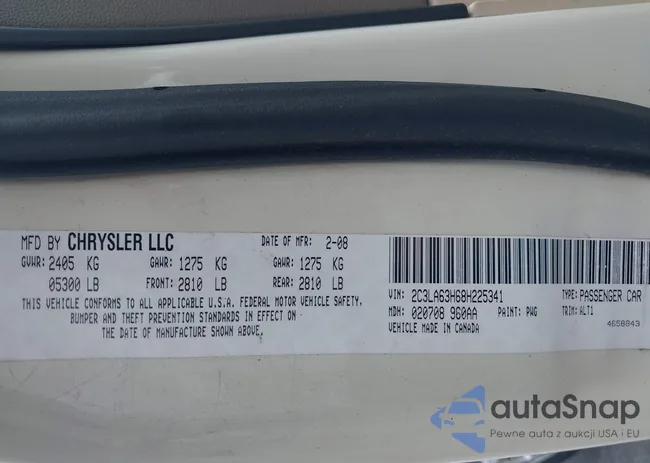 MFD BY CHRYSLER LLC DATE OF MFR: 2-08
GVWR: 2405 KG GAWR: 1275 KG GAWR: 1275 KG
05300 LB FRONT: 2810 LB REAR: 2810 LB
THIS VEHICLE CONFORMS TO ALL APPLICABLE U.S.A. FEDERAL MOTOR VEHICLE SAFETY,
BUMPER AND THEFT PREVENTION STANDARDS IN EFFECT ON
THE DATE OF MANUFACTURE SHOWN ABOVE.
VIN: 2C3LA63H68H225341 TYPE: PASSENGER CAR
MDH: 020708 960AA PAINT: PWG TRIM: ALT1
VEHICLE MADE IN CANADA
4658843
autaSnap
Pewne auta z aukcji USA i EU